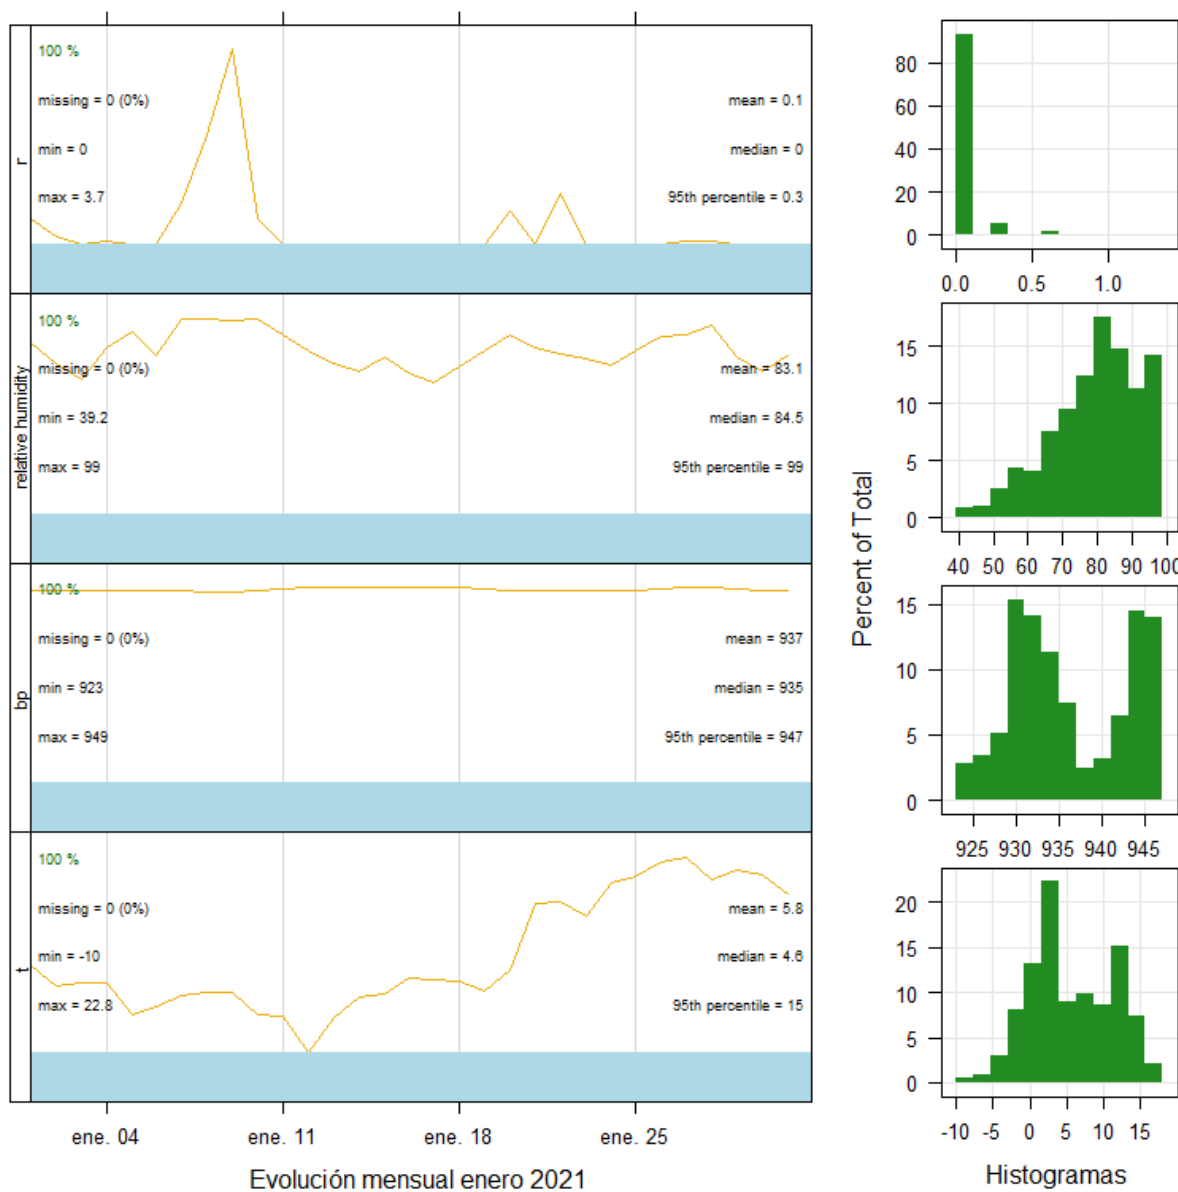 r
100 %
missing = 0 (0%)
min = 0
max = 3.7
mean = 0.1
median = 0
95th percentile = 0.3
relative humidity
100 %
missing = 0 (0%)
min = 39.2
max = 99
mean = 83.1
median = 84.5
95th percentile = 99
bp
100 %
missing = 0 (0%)
min = 923
max = 949
mean = 937
median = 935
95th percentile = 947
t
100 %
missing = 0 (0%)
min = -10
max = 22.8
mean = 5.8
median = 4.6
95th percentile = 15
ene. 04 ene. 11 ene. 18 ene. 25
Evolución mensual enero 2021
Percent of Total
80
60
40
20
0
0.0 0.5 1.0
15
10
5
0
40 50 60 70 80 90 100
15
10
5
0
925 930 935 940 945
20
15
10
5
0
-10 -5 0 5 10 15
Histogramas